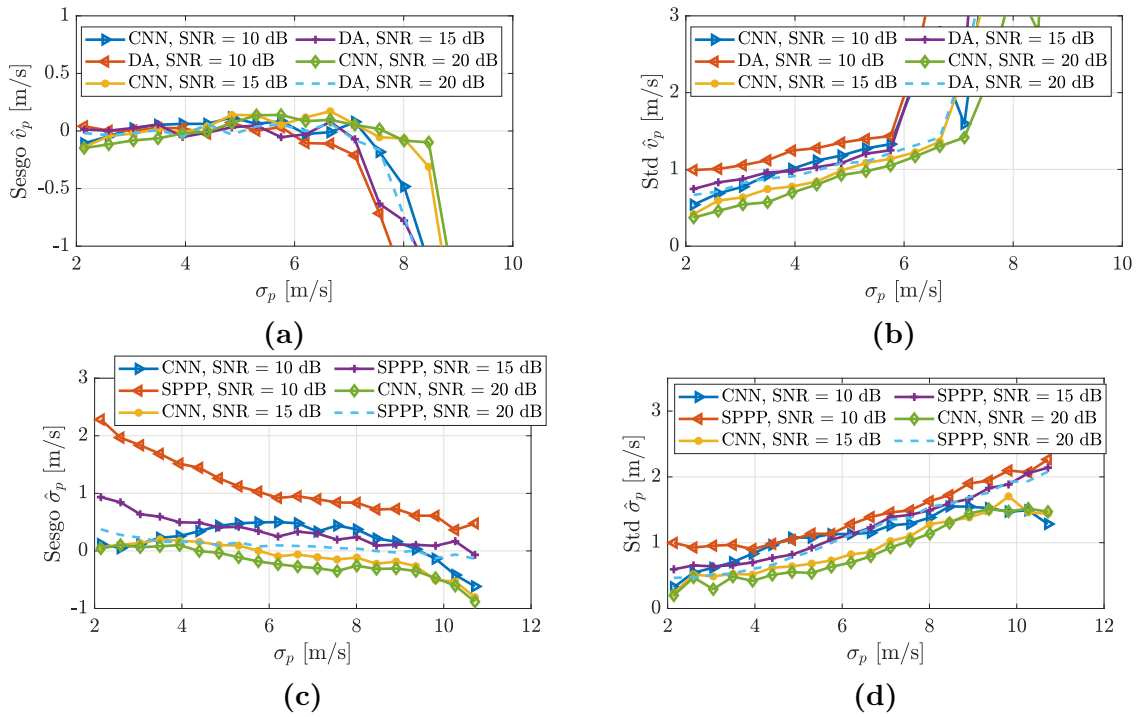 1
0.5
0
-0.5
-1
Sesgo v̂_p [m/s]
CNN, SNR = 10 dB
DA, SNR = 10 dB
CNN, SNR = 15 dB
DA, SNR = 15 dB
CNN, SNR = 20 dB
DA, SNR = 20 dB
2 4 6 8 10
σ_p [m/s]
(a)
3
2
1
0
Std v̂_p [m/s]
CNN, SNR = 10 dB
DA, SNR = 10 dB
CNN, SNR = 15 dB
DA, SNR = 15 dB
CNN, SNR = 20 dB
DA, SNR = 20 dB
2 4 6 8 10
σ_p [m/s]
(b)
3
2
1
0
-1
Sesgo σ̂_p [m/s]
CNN, SNR = 10 dB
SPPP, SNR = 10 dB
CNN, SNR = 15 dB
SPPP, SNR = 15 dB
CNN, SNR = 20 dB
SPPP, SNR = 20 dB
2 4 6 8 10 12
σ_p [m/s]
(c)
3
2
1
0
Std σ̂_p [m/s]
CNN, SNR = 10 dB
SPPP, SNR = 10 dB
CNN, SNR = 15 dB
SPPP, SNR = 15 dB
CNN, SNR = 20 dB
SPPP, SNR = 20 dB
2 4 6 8 10 12
σ_p [m/s]
(d)